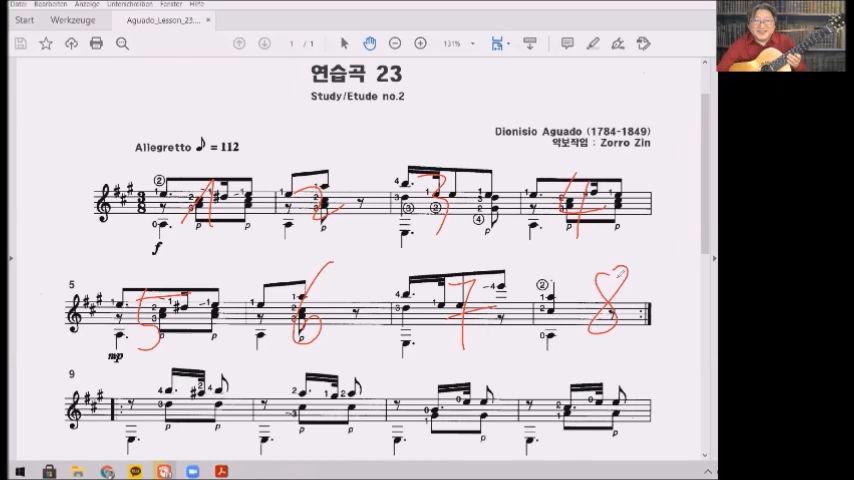 Datei Bearbeiten Anzeige Unterschreiben Fenster Hilfe
Start Werkzeuge Aguado_Lesson_23.... ×
1 / 1 131%
연습곡 23
Study/Etude no.2
Dionisio Aguado (1784-1849)
악보작업 : Zorro Zin
Allegretto ♪ = 112
1 2 3 4
f
5
5 6 7 8
mp
9